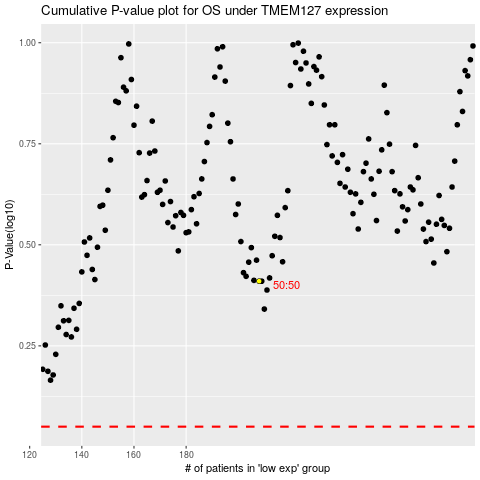 Cumulative P-value plot for OS under TMEM127 expression
P-Value(log10)
1.00
0.75
0.50
0.25
50:50
120 140 160 180
# of patients in 'low exp' group